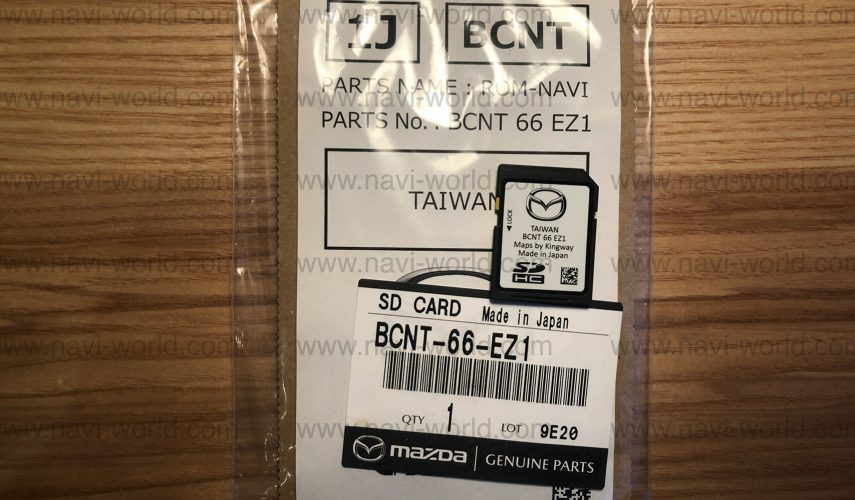 1J BCNT
PARTS NAME : ROM-NAVI
PARTS No. : BCNT 66 EZ1
TAIWAN
LOCK
TAIWAN
BCNT 66 EZ1
Maps by Kingway
Made in Japan
SD
HC
SD CARD Made in Japan
BCNT-66-EZ1
QTY 1 LOT 9E20
mazda GENUINE PARTS
www.navi-world.com